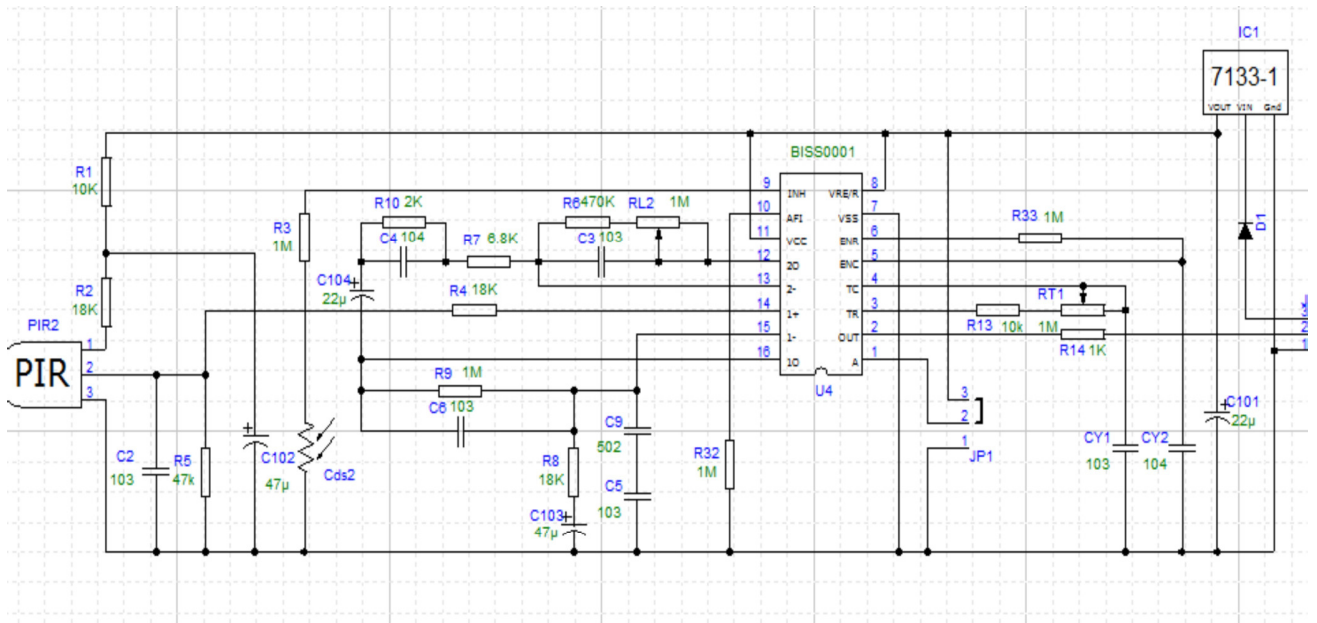 IC1
7133-1
VOUT VIN Gnd
BISS0001
R1
10K
R2
18K
PIR2
PIR
1
2
3
C2
103
R5
47k
C102
47µ
R3
1M
Cds2
R10 2K
C4 104
R7 6.8K
R6 470K
C3 103
RL2 1M
C104
22µ
R4 18K
R9 1M
C6 103
R8
18K
C103
47µ
C9
502
C5
103
R32
1M
9 INH VRE/R 8
10 AFI VSS 7
11 VCC ENR 6
12 2O ENC 5
13 2- TC 4
14 1+ TR 3
15 1- OUT 2
16 1O A 1
U4
R33 1M
RT1
1M
R13 10k
R14 1K
D1
3
2
1
3
2
1
JP1
CY1
103
CY2
104
C101
22µ